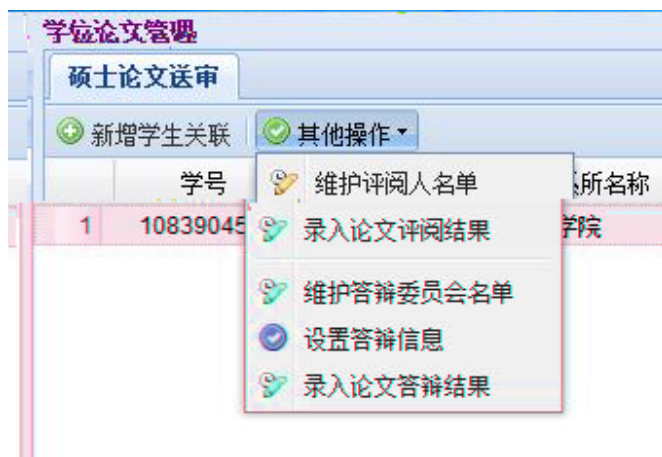 学位论文管理
硕士论文送审
新增学生关联 其他操作
学号 所名称
维护评阅人名单
1 10839045 学院
录入论文评阅结果
维护答辩委员会名单
设置答辩信息
录入论文答辩结果